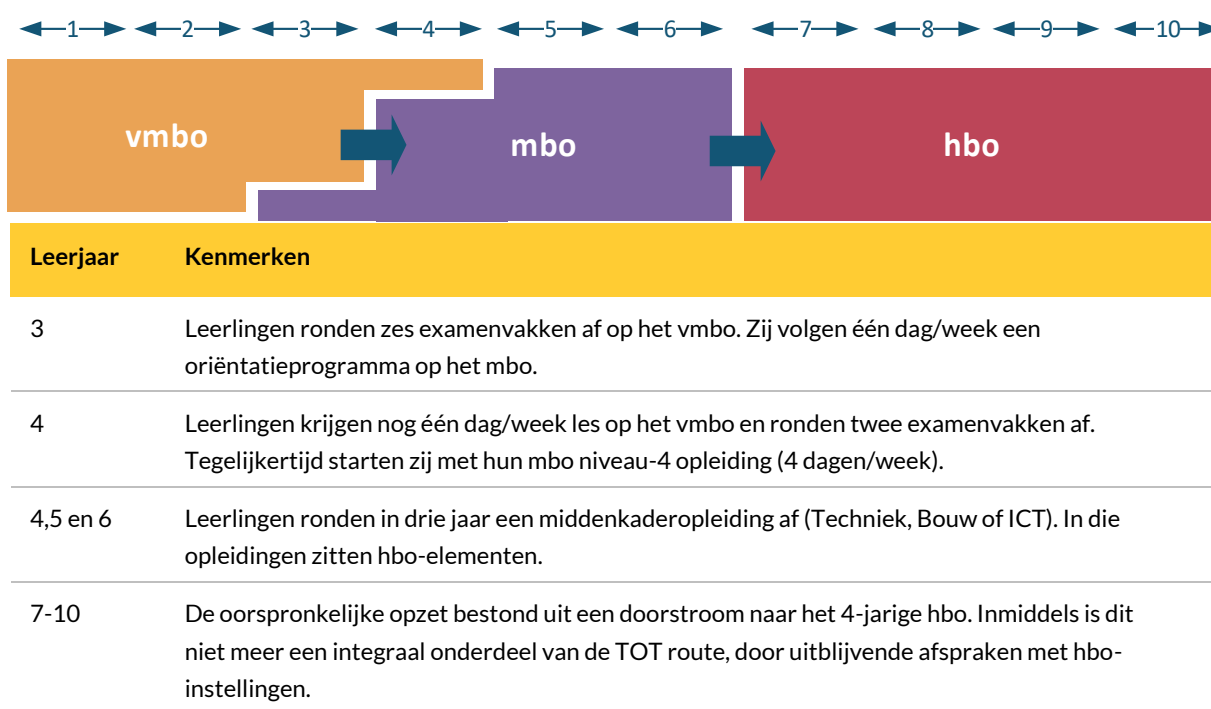 1 2 3 4 5 6 7 8 9 10
vmbo mbo hbo
Leerjaar Kenmerken
3 Leerlingen ronden zes examenvakken af op het vmbo. Zij volgen één dag/week een
oriëntatieprogramma op het mbo.
4 Leerlingen krijgen nog één dag/week les op het vmbo en ronden twee examenvakken af.
Tegelijkertijd starten zij met hun mbo niveau-4 opleiding (4 dagen/week).
4,5 en 6 Leerlingen ronden in drie jaar een middenkaderopleiding af (Techniek, Bouw of ICT). In die
opleidingen zitten hbo-elementen.
7-10 De oorspronkelijke opzet bestond uit een doorstroom naar het 4-jarige hbo. Inmiddels is dit
niet meer een integraal onderdeel van de TOT route, door uitblijvende afspraken met hbo-
instellingen.